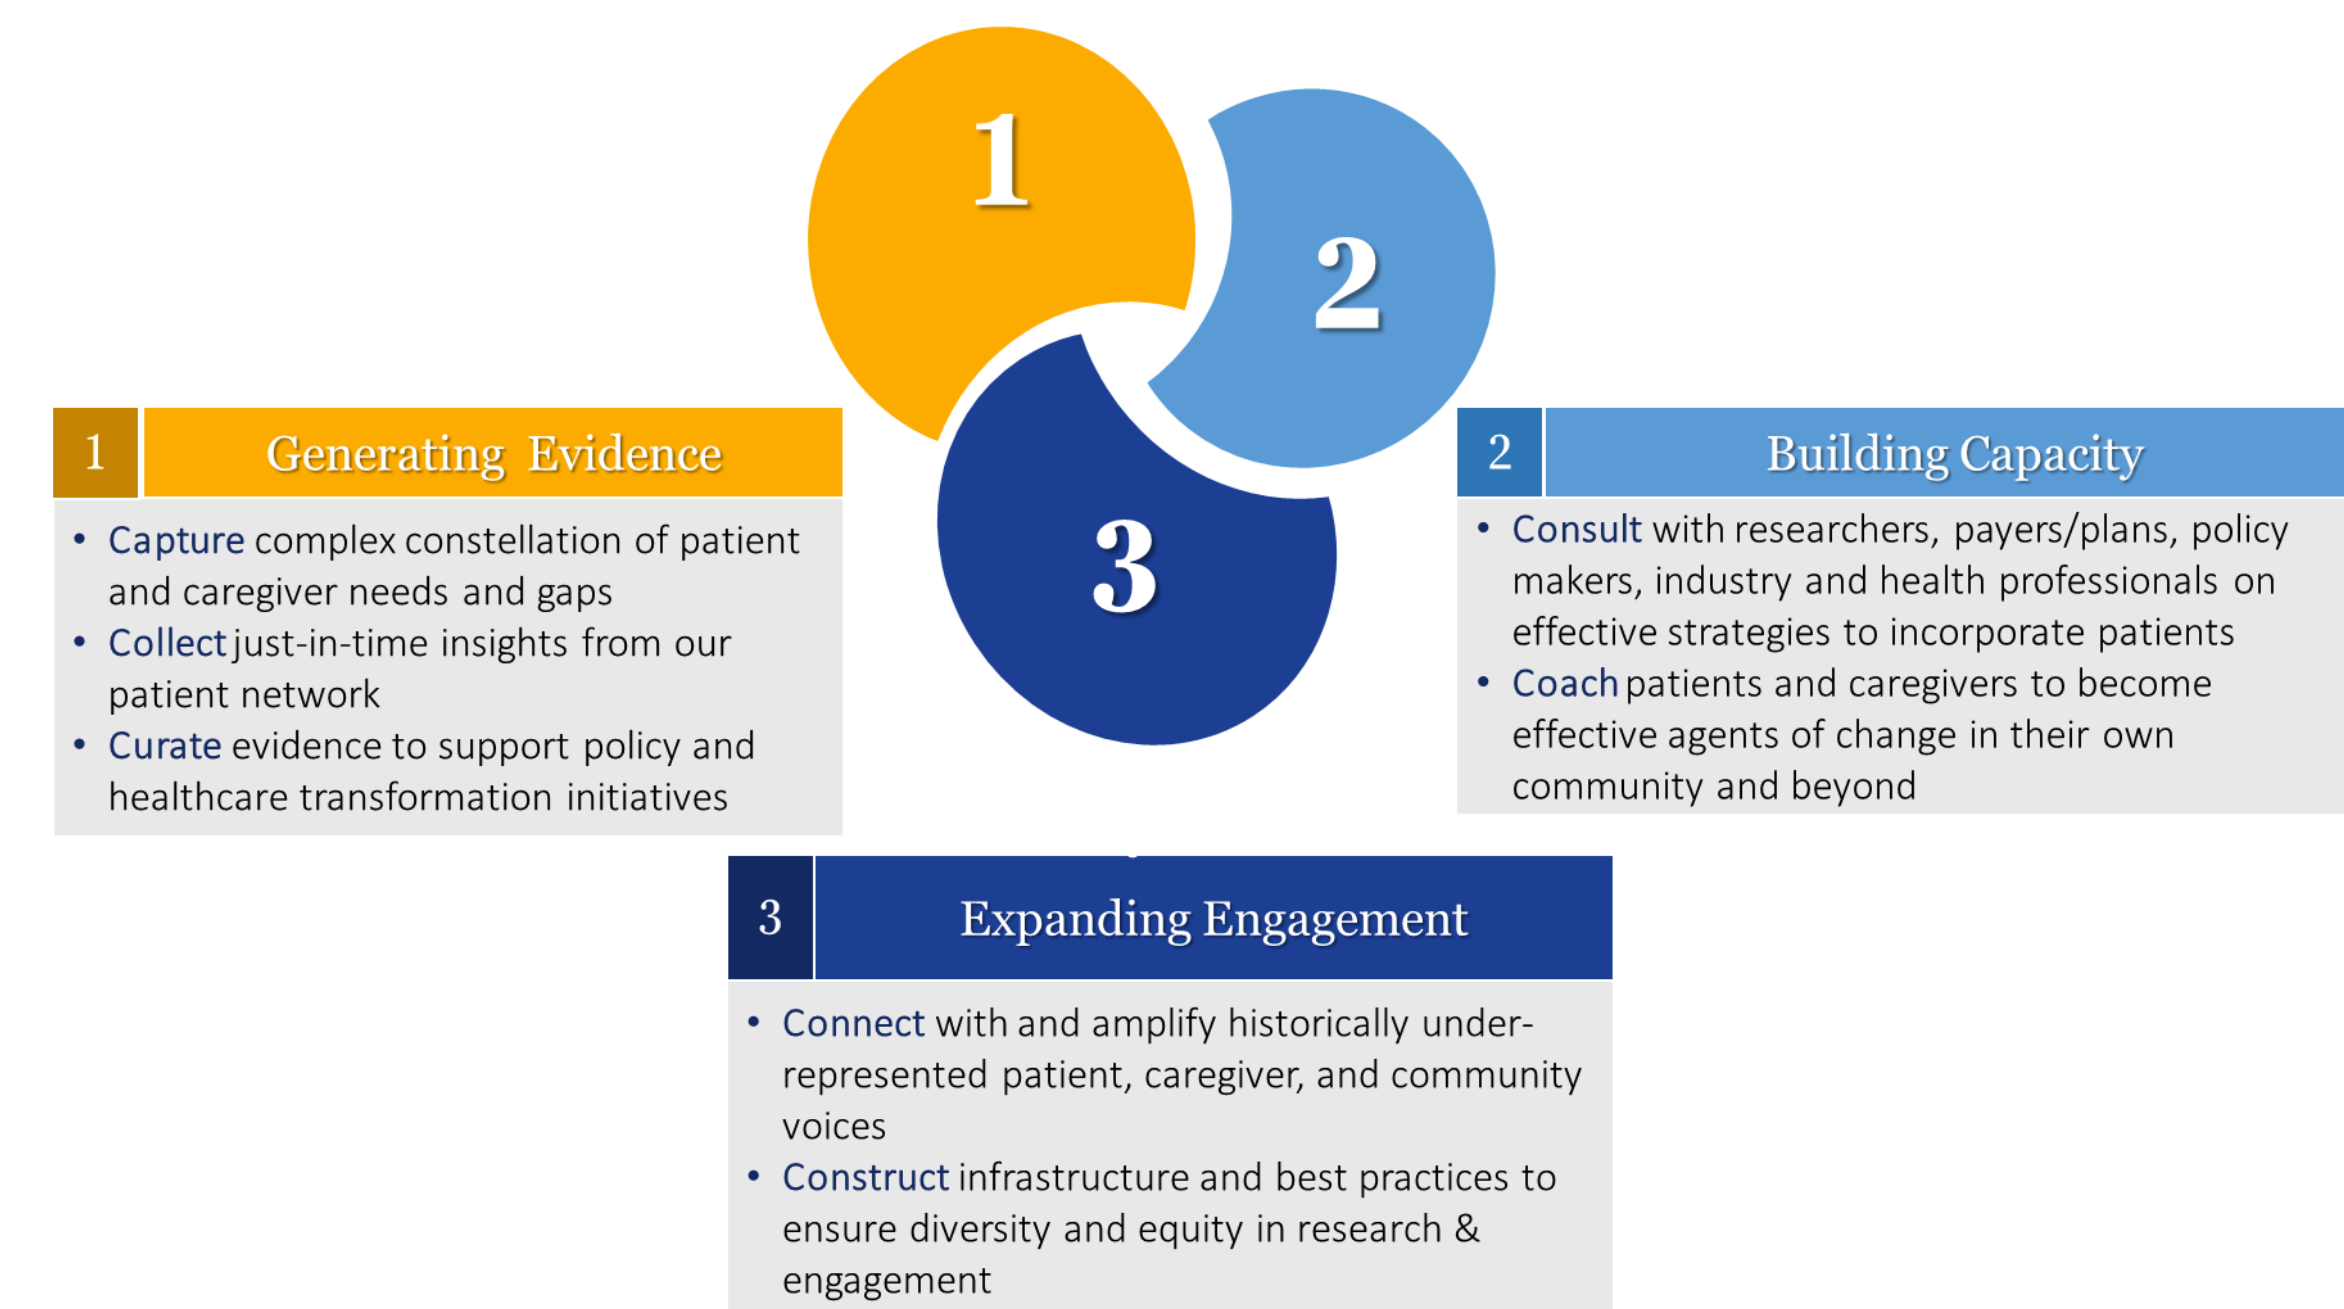 1
2
3
1 Generating Evidence
• Capture complex constellation of patient
and caregiver needs and gaps
• Collect just-in-time insights from our
patient network
• Curate evidence to support policy and
healthcare transformation initiatives
2 Building Capacity
• Consult with researchers, payers/plans, policy
makers, industry and health professionals on
effective strategies to incorporate patients
• Coach patients and caregivers to become
effective agents of change in their own
community and beyond
3 Expanding Engagement
• Connect with and amplify historically under-
represented patient, caregiver, and community
voices
• Construct infrastructure and best practices to
ensure diversity and equity in research &
engagement